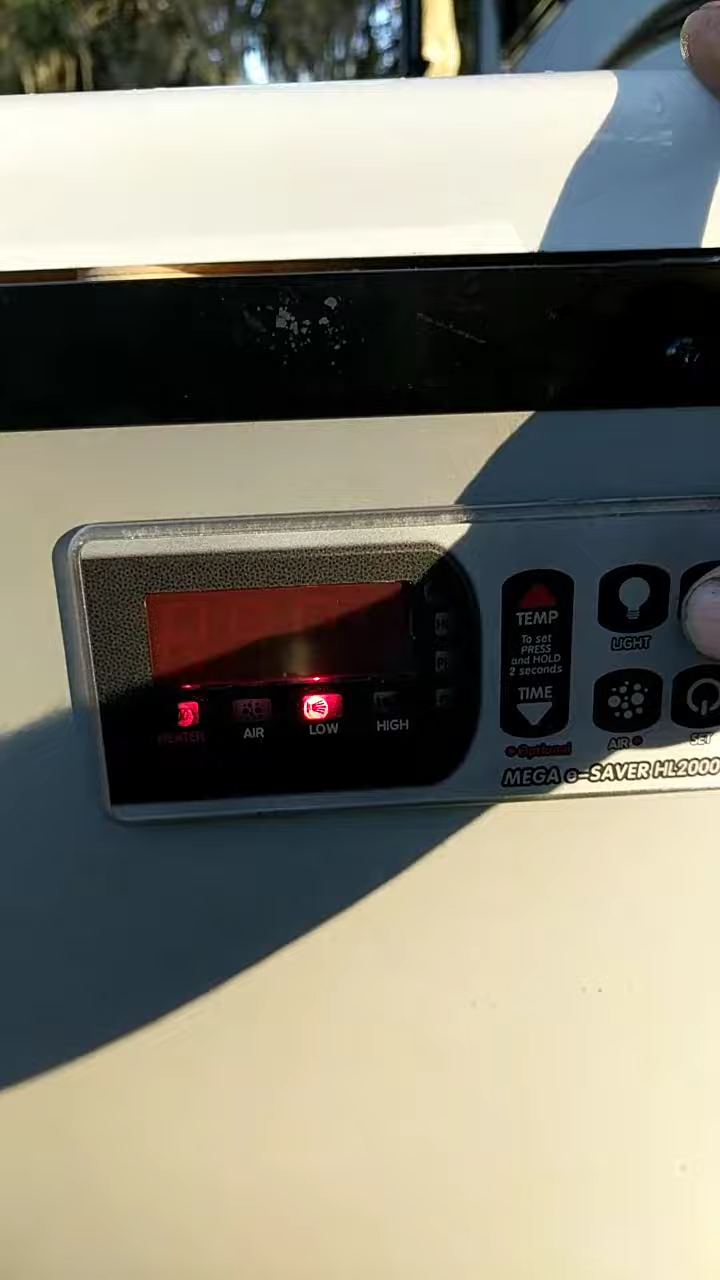 TEMP
To set
PRESS
and HOLD
2 seconds
TIME
LIGHT
HEATER
AIR
LOW
HIGH
Optional
AIR
SET
MEGA e-SAVER HL2000